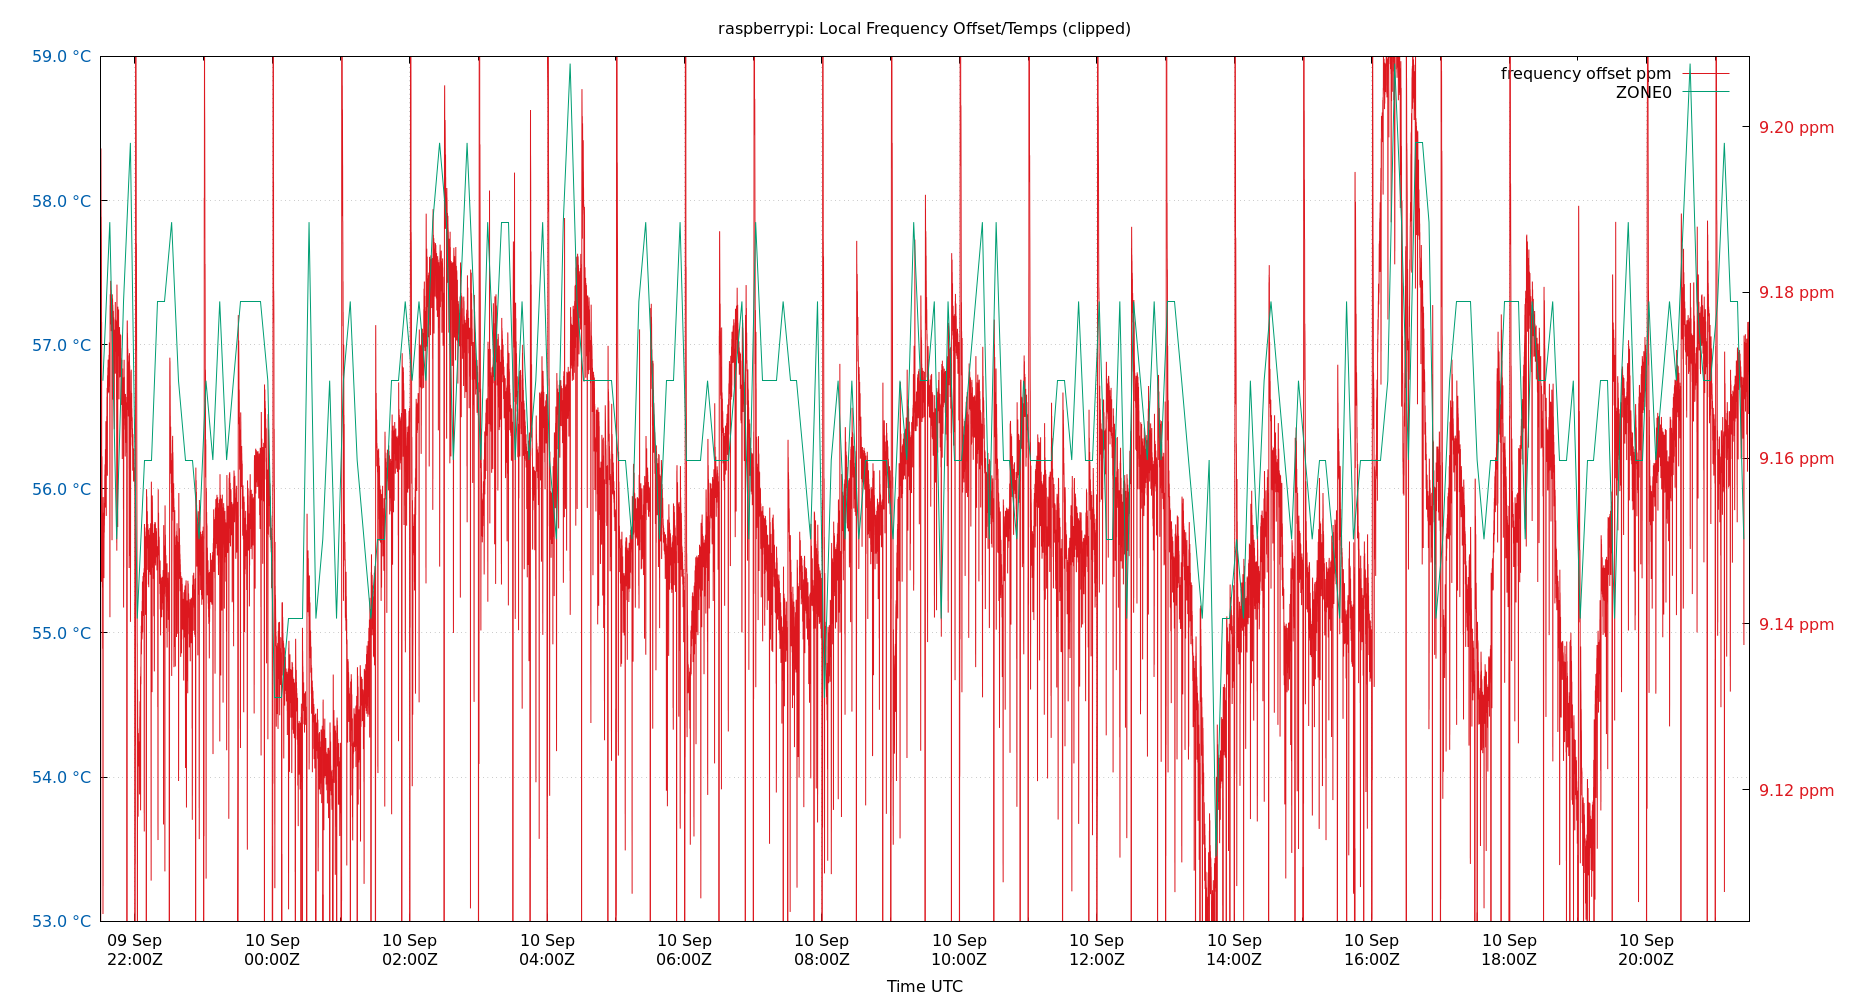 raspberrypi: Local Frequency Offset/Temps (clipped)
59.0 °C
58.0 °C
57.0 °C
56.0 °C
55.0 °C
54.0 °C
53.0 °C
frequency offset ppm
ZONE0
9.20 ppm
9.18 ppm
9.16 ppm
9.14 ppm
9.12 ppm
09 Sep 10 Sep 10 Sep 10 Sep 10 Sep 10 Sep 10 Sep 10 Sep 10 Sep 10 Sep 10 Sep 10 Sep
22:00Z 00:00Z 02:00Z 04:00Z 06:00Z 08:00Z 10:00Z 12:00Z 14:00Z 16:00Z 18:00Z 20:00Z
Time UTC